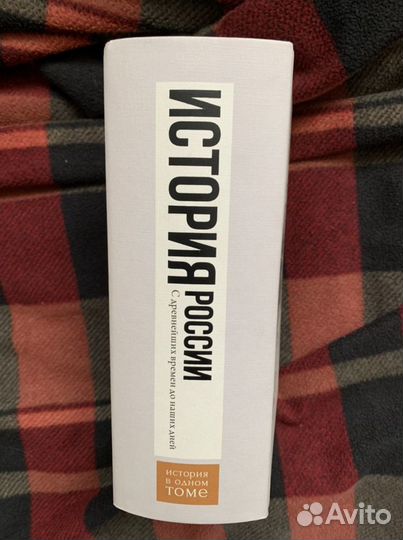 ИСТОРИЯ
РОССИИ
С древнейших времен до наших дней
история
в одном
томе
Avito